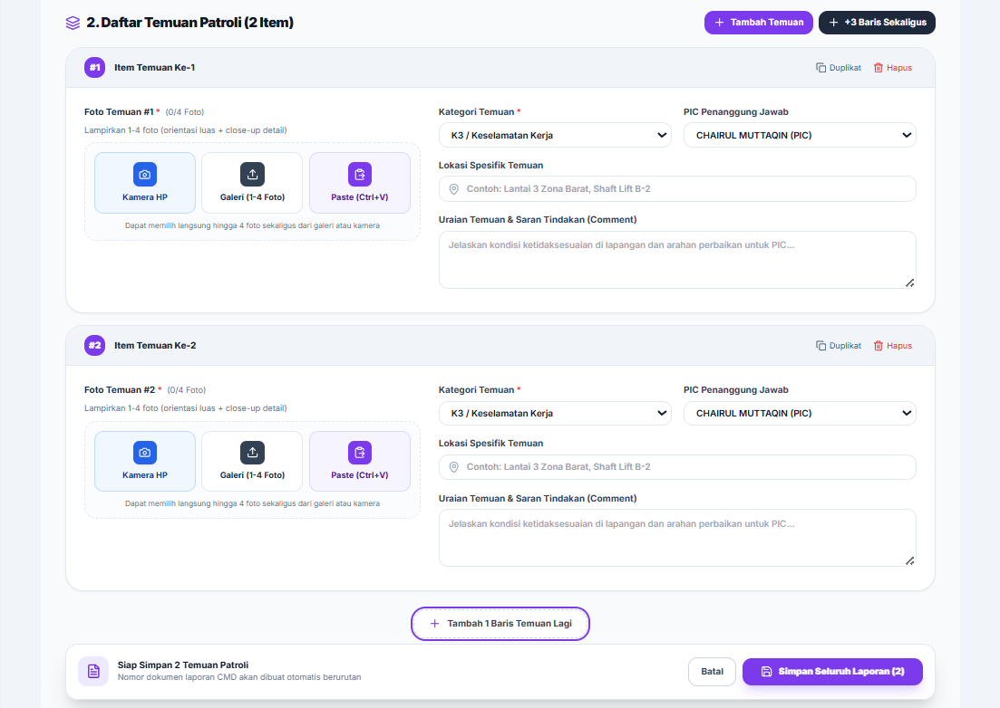 2. Daftar Temuan Patroli (2 Item)
Tambah Temuan
+3 Baris Sekaligus
#1
Item Temuan Ke-1
Duplikat
Hapus
Foto Temuan #1 * (0/4 Foto)
Lampirkan 1-4 foto (orientasi luas + close-up detail)
Kamera HP
Galeri (1-4 Foto)
Paste (Ctrl+V)
Dapat memilih langsung hingga 4 foto sekaligus dari galeri atau kamera
Kategori Temuan *
K3 / Keselamatan Kerja
PIC Penanggung Jawab
CHAIRUL MUTTAQIN (PIC)
Lokasi Spesifik Temuan
Contoh: Lantai 3 Zona Barat, Shaft Lift B-2
Uraian Temuan & Saran Tindakan (Comment)
Jelaskan kondisi ketidaksesuaian di lapangan dan arahan perbaikan untuk PIC...
#2
Item Temuan Ke-2
Duplikat
Hapus
Foto Temuan #2 * (0/4 Foto)
Lampirkan 1-4 foto (orientasi luas + close-up detail)
Kamera HP
Galeri (1-4 Foto)
Paste (Ctrl+V)
Dapat memilih langsung hingga 4 foto sekaligus dari galeri atau kamera
Kategori Temuan *
K3 / Keselamatan Kerja
PIC Penanggung Jawab
CHAIRUL MUTTAQIN (PIC)
Lokasi Spesifik Temuan
Contoh: Lantai 3 Zona Barat, Shaft Lift B-2
Uraian Temuan & Saran Tindakan (Comment)
Jelaskan kondisi ketidaksesuaian di lapangan dan arahan perbaikan untuk PIC...
Tambah 1 Baris Temuan Lagi
Siap Simpan 2 Temuan Patroli
Nomor dokumen laporan CMD akan dibuat otomatis berurutan
Batal
Simpan Seluruh Laporan (2)